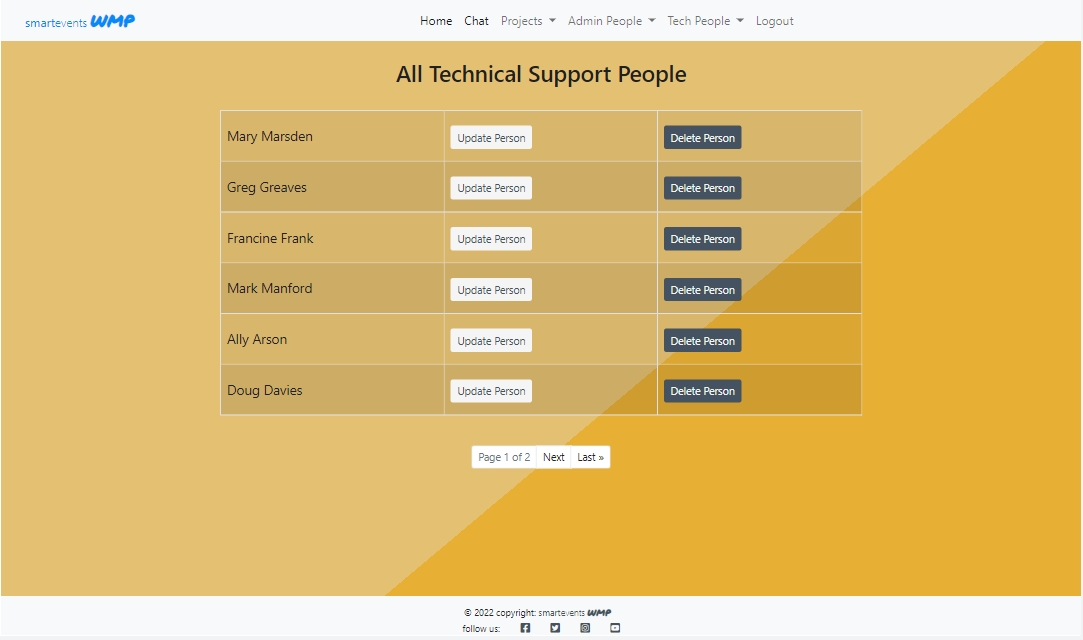 smartevents WMP Home Chat Projects Admin People Tech People Logout
All Technical Support People
Mary Marsden Update Person Delete Person
Greg Greaves Update Person Delete Person
Francine Frank Update Person Delete Person
Mark Manford Update Person Delete Person
Ally Arson Update Person Delete Person
Doug Davies Update Person Delete Person
Page 1 of 2 Next Last »
© 2022 copyright: smartevents WMP
follow us: